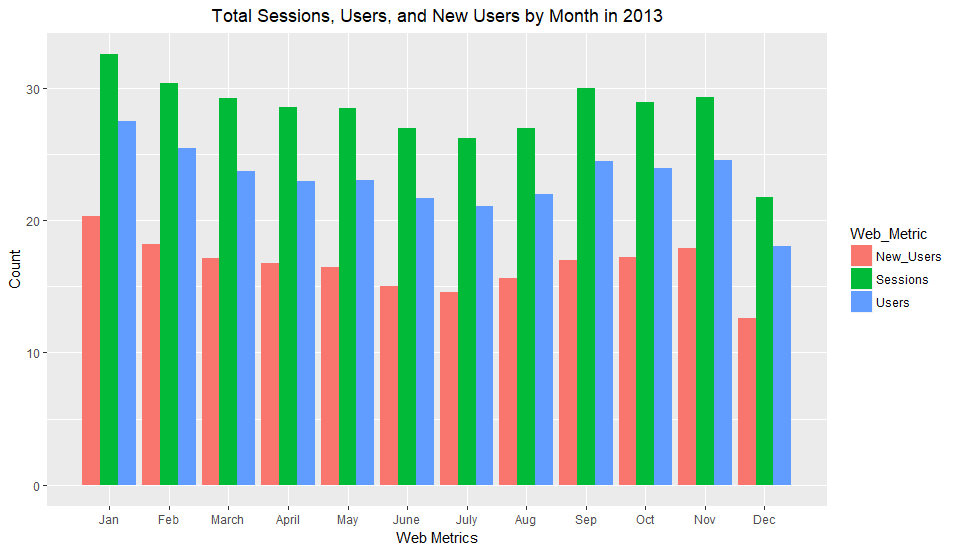 Total Sessions, Users, and New Users by Month in 2013
Count
30
20
10
0
Jan Feb March April May June July Aug Sep Oct Nov Dec
Web Metrics
Web_Metric
New_Users
Sessions
Users